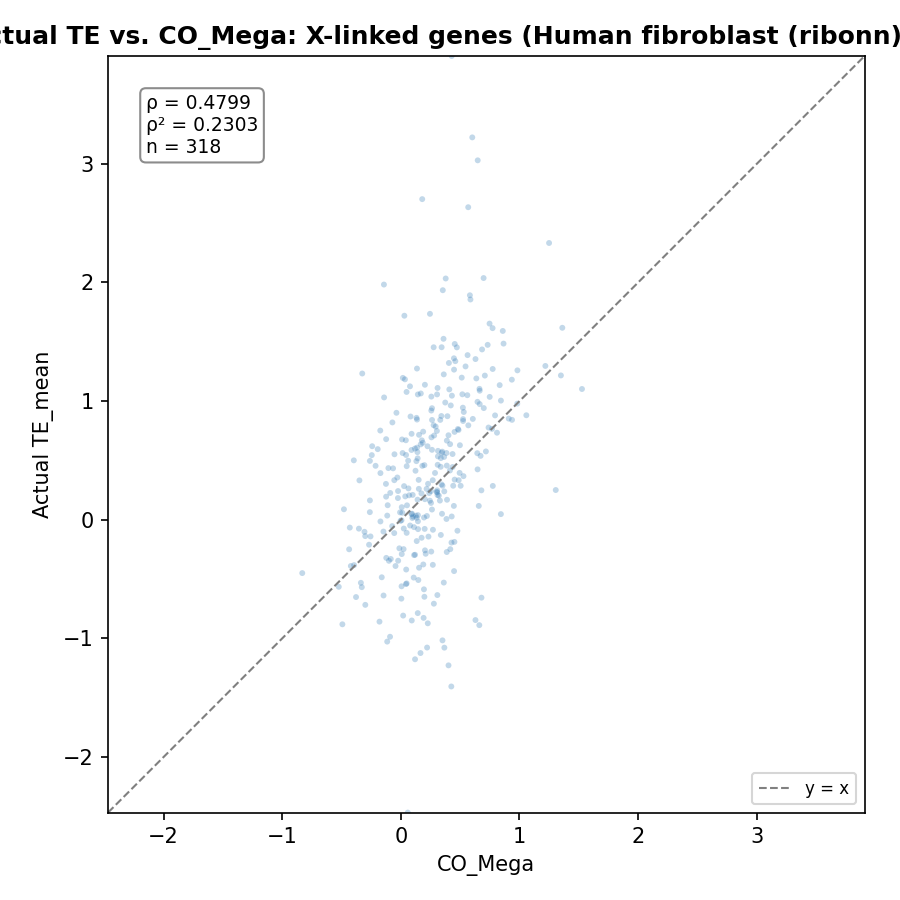 tual TE vs. CO_Mega: X-linked genes (Human fibroblast (ribonn)
ρ = 0.4799
ρ² = 0.2303
n = 318
3
2
1
0
−1
−2
Actual TE_mean
y = x
−2 −1 0 1 2 3
CO_Mega